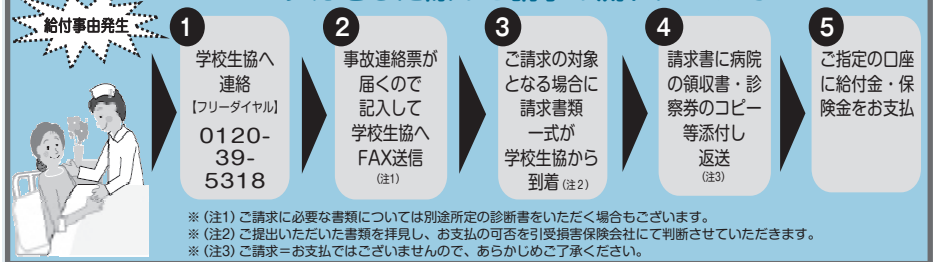 給付事由発生
1
学校生協へ
連絡
【フリーダイヤル】
0120-
39-
5318
2
事故連絡票が
届くので
記入して
学校生協へ
FAX送信
(注1)
3
ご請求の対象
となる場合に
請求書類
一式が
学校生協から
到着(注2)
4
請求書に病院
の領収書・診
察券のコピー
等添付し
返送
(注3)
5
ご指定の口座
に給付金・保
険金をお支払
※(注1)ご請求に必要な書類については別途所定の診断書をいただく場合もございます。
※(注2)ご提出いただいた書類を拝見し、お支払の可否を引受損害保険会社にて判断させていただきます。
※(注3)ご請求=お支払ではございませんので、あらかじめご了承ください。